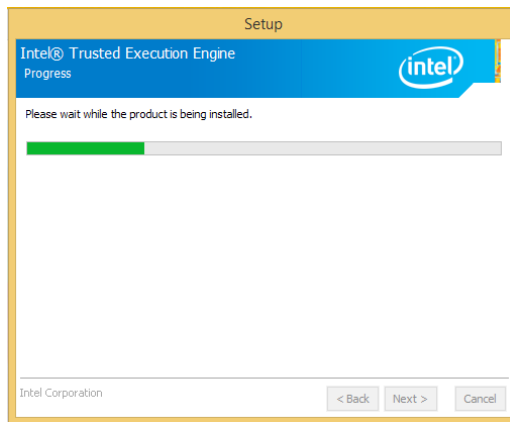 Setup
Intel® Trusted Execution Engine
Progress
intel
Please wait while the product is being installed.
Intel Corporation
< Back Next > Cancel